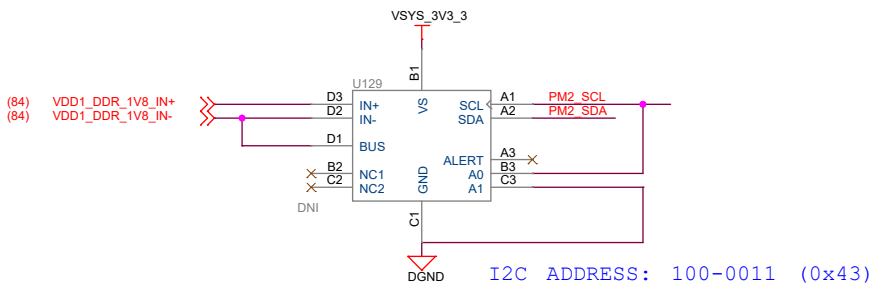 VSYS_3V3_3
B1
U129
(84) VDD1_DDR_1V8_IN+ D3 IN+ VS SCL A1 PM2_SCL
(84) VDD1_DDR_1V8_IN- D2 IN- SDA A2 PM2_SDA
D1 BUS
ALERT A3
B2 NC1 A0 B3
C2 NC2 GND A1 C3
DNI
C1
DGND
I2C ADDRESS: 100-0011 (0x43)